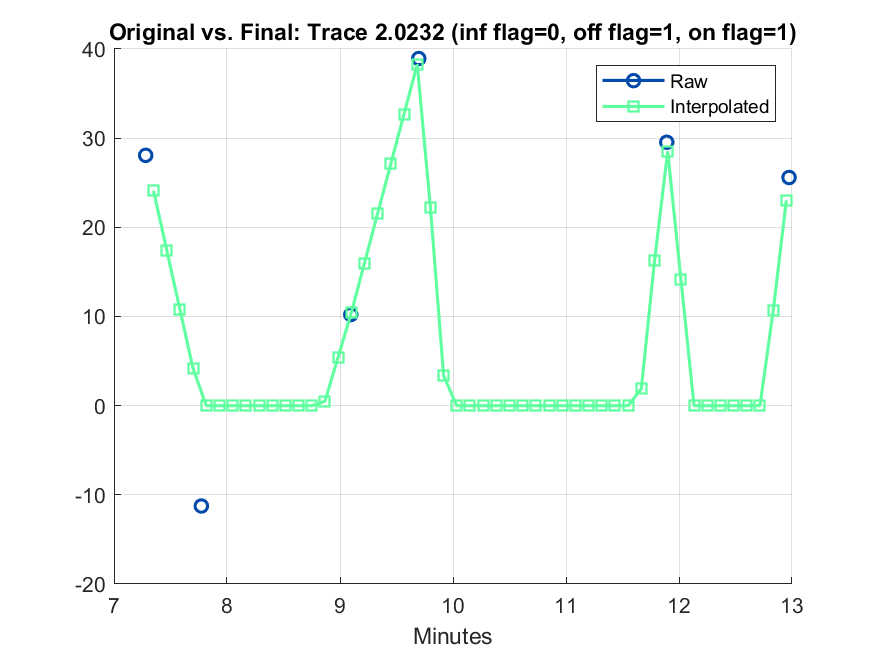 Original vs. Final: Trace 2.0232 (inf flag=0, off flag=1, on flag=1)
40
30
20
10
0
-10
-20
Raw
Interpolated
7 8 9 10 11 12 13
Minutes